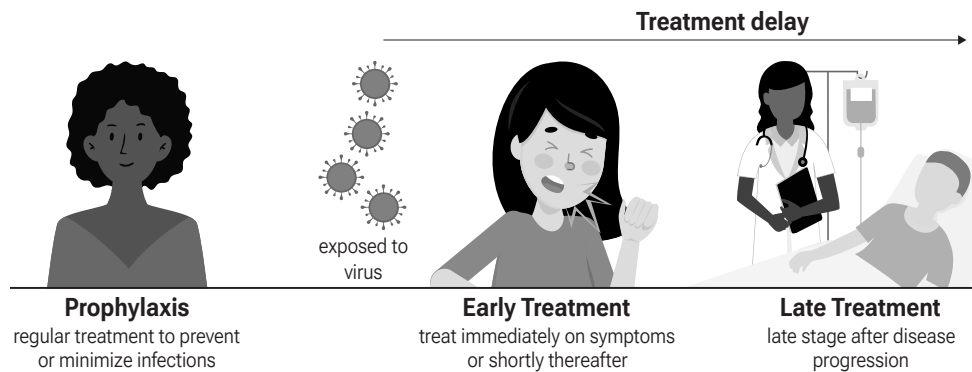 Treatment delay
exposed to
virus
Prophylaxis
regular treatment to prevent
or minimize infections
Early Treatment
treat immediately on symptoms
or shortly thereafter
Late Treatment
late stage after disease
progression